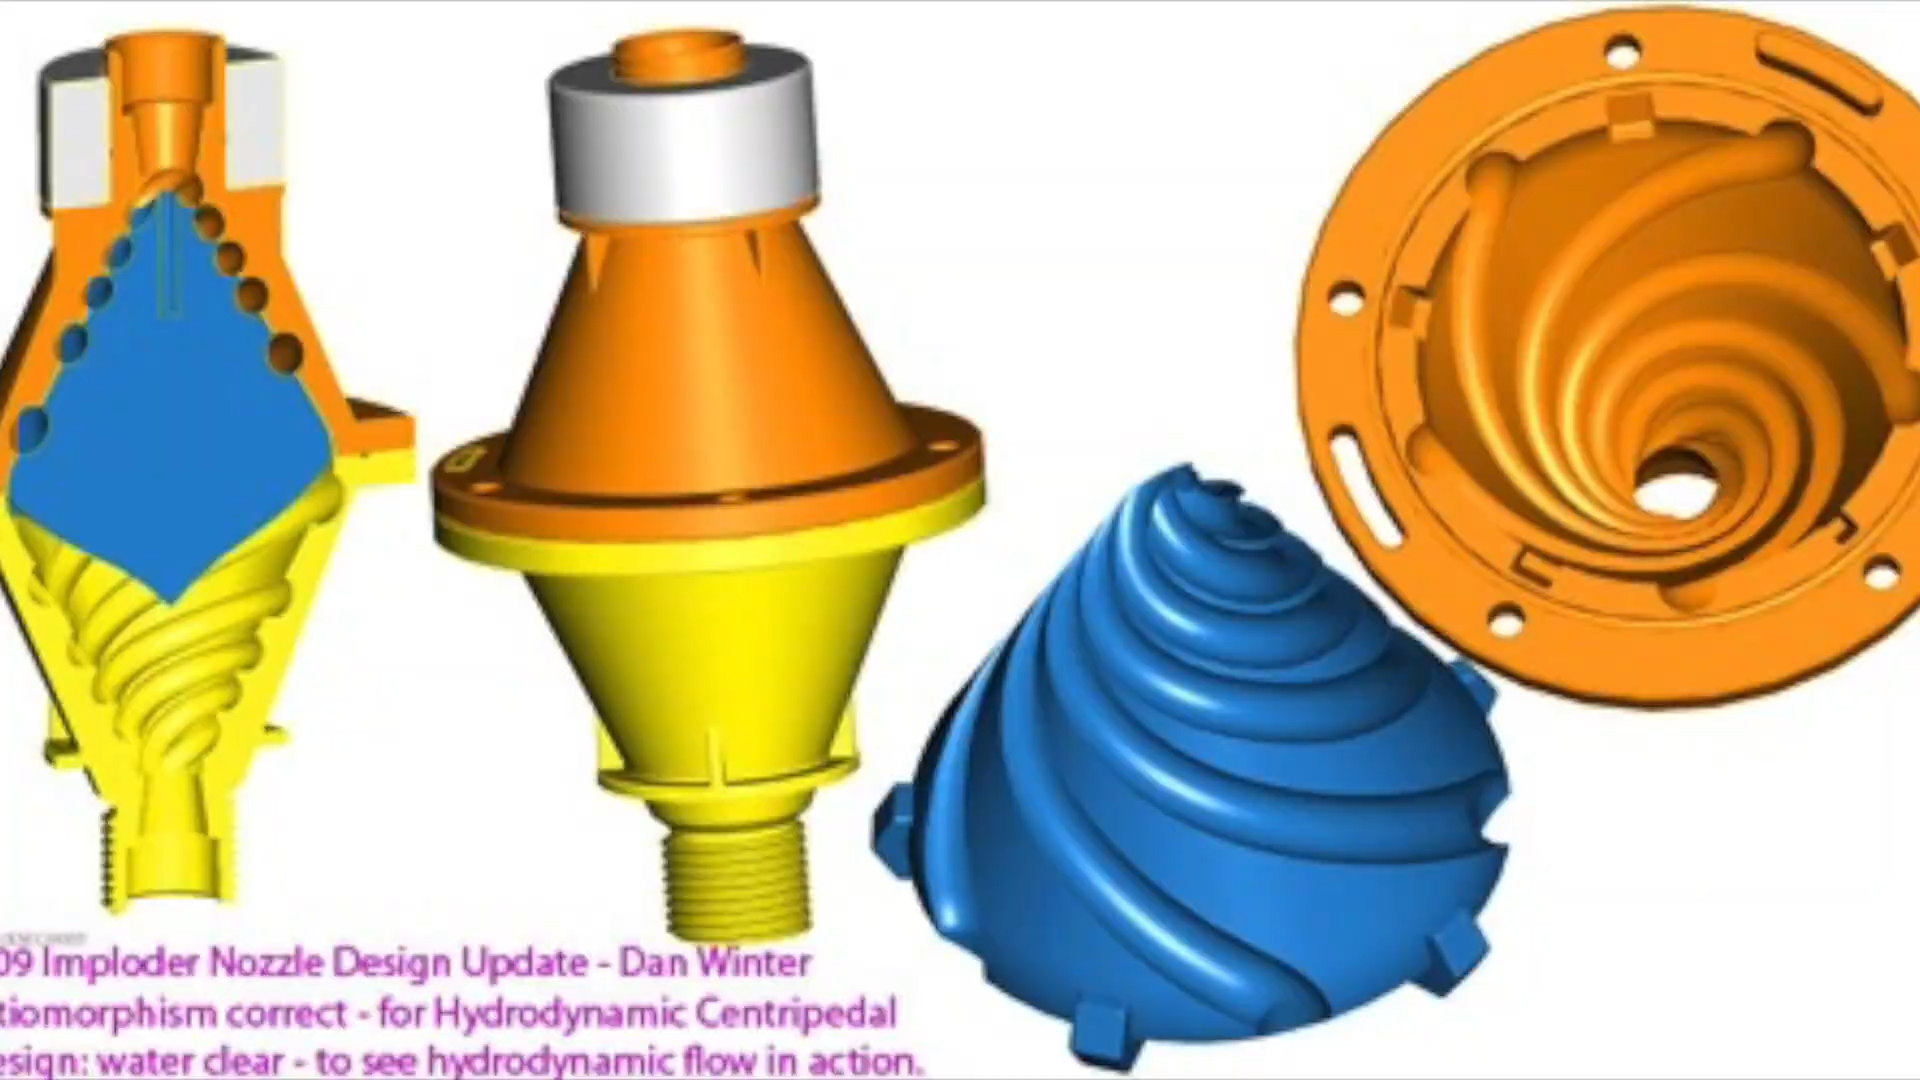 09 Imploder Nozzle Design Update - Dan Winter
tiomorphism correct - for Hydrodynamic Centripedal
esign: water clear - to see hydrodynamic flow in action.